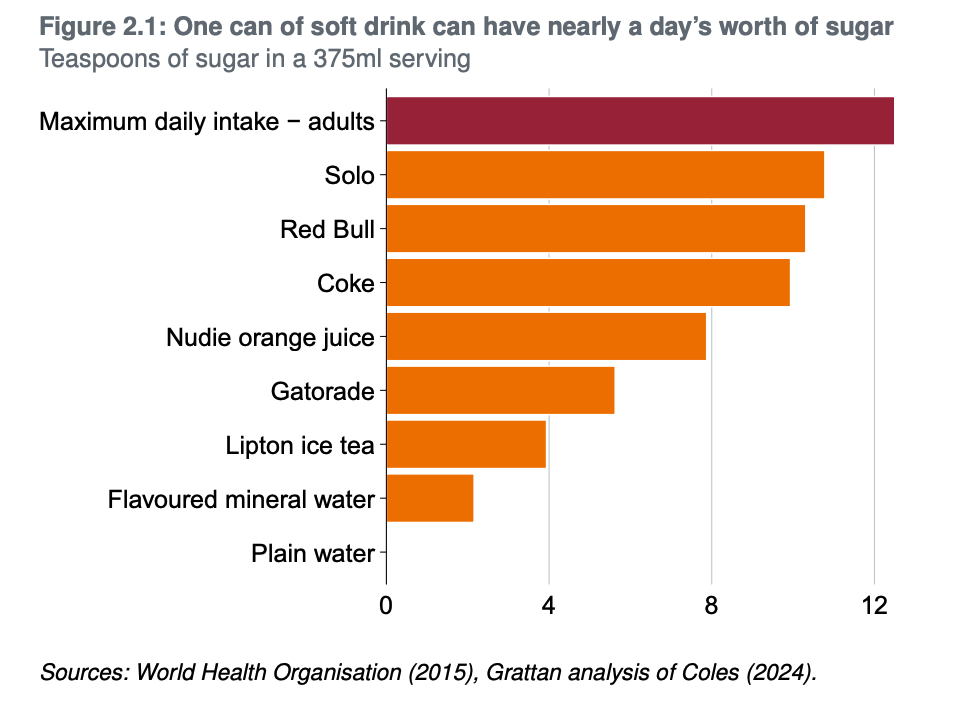 Figure 2.1: One can of soft drink can have nearly a day’s worth of sugar
Teaspoons of sugar in a 375ml serving
Maximum daily intake − adults
Solo
Red Bull
Coke
Nudie orange juice
Gatorade
Lipton ice tea
Flavoured mineral water
Plain water
0 4 8 12
Sources: World Health Organisation (2015), Grattan analysis of Coles (2024).